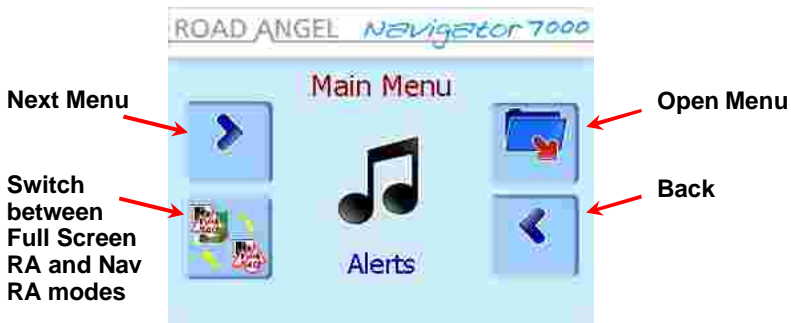 ROAD ANGEL Navigator 7000
Main Menu
Next Menu
Open Menu
Switch
between
Full Screen
RA and Nav
RA modes
Back
Alerts